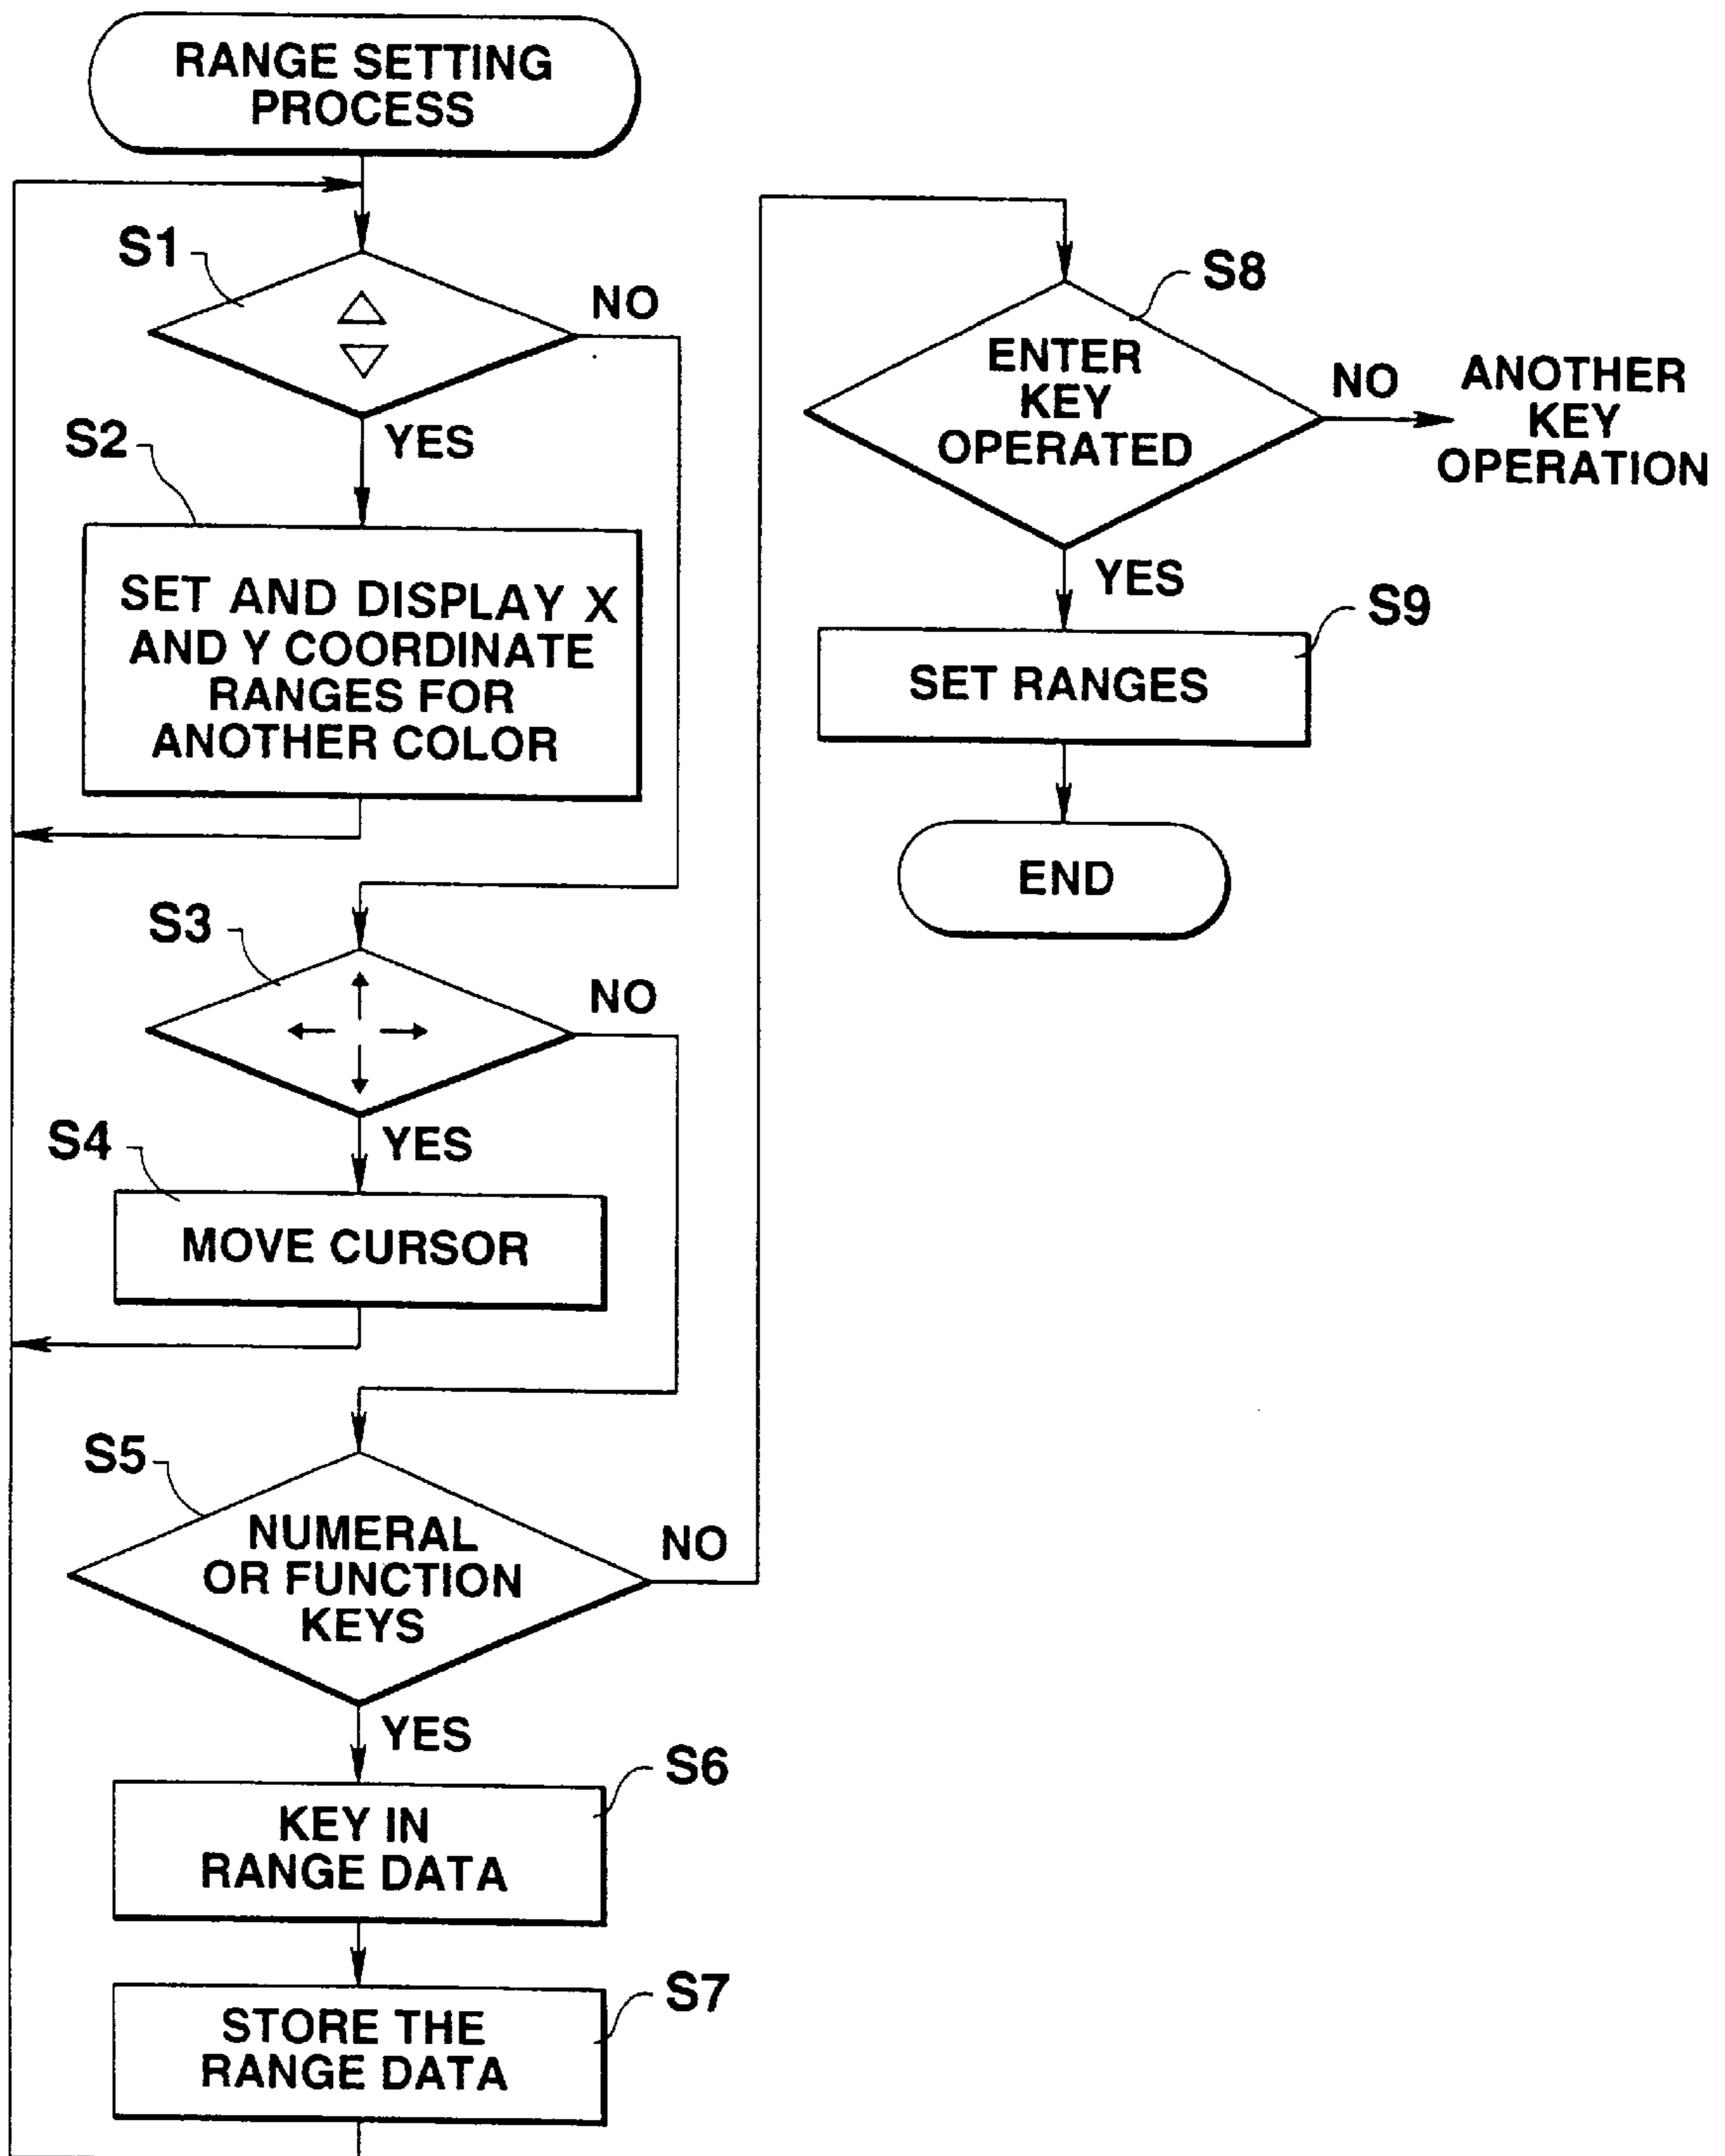 RANGE SETTING
PROCESS
S1
NO
YES
S2
SET AND DISPLAY X
AND Y COORDINATE
RANGES FOR
ANOTHER COLOR
S3
NO
YES
S4
MOVE CURSOR
S5
NUMERAL
OR FUNCTION
KEYS
NO
YES
S6
KEY IN
RANGE DATA
S7
STORE THE
RANGE DATA
S8
ENTER
KEY
OPERATED
NO
ANOTHER
KEY
OPERATION
YES
S9
SET RANGES
END